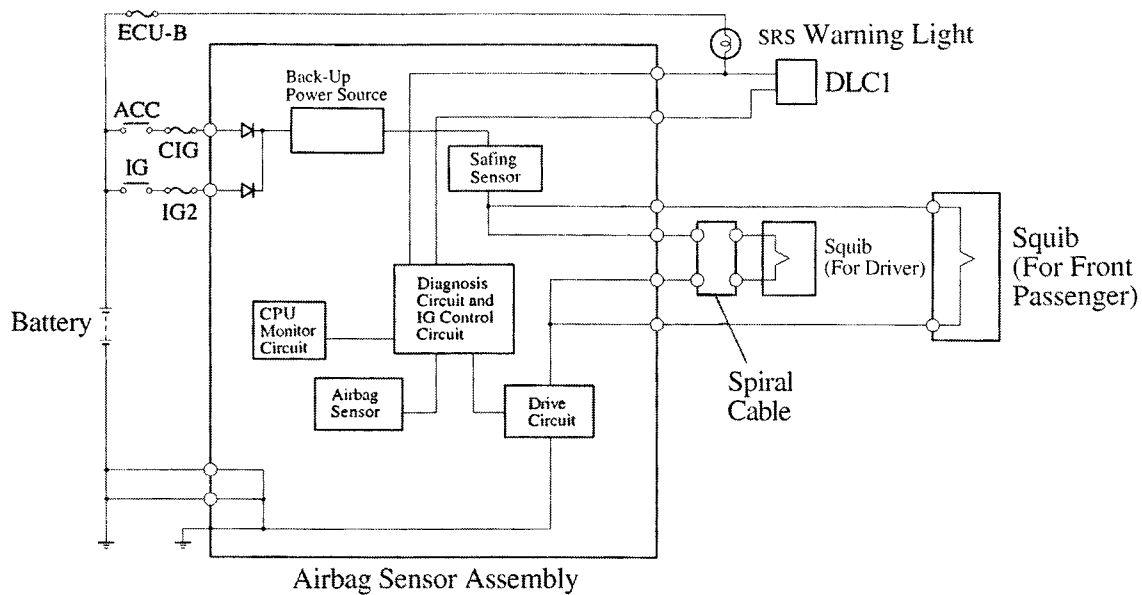 ECU-B
SRS Warning Light
Back-Up
Power Source
DLC1
ACC
CIG
Safing
Sensor
IG
IG2
Squib
(For Driver)
Squib
(For Front
Passenger)
Diagnosis
Circuit and
IG Control
Circuit
Battery
CPU
Monitor
Circuit
Spiral
Cable
Airbag
Sensor
Drive
Circuit
Airbag Sensor Assembly